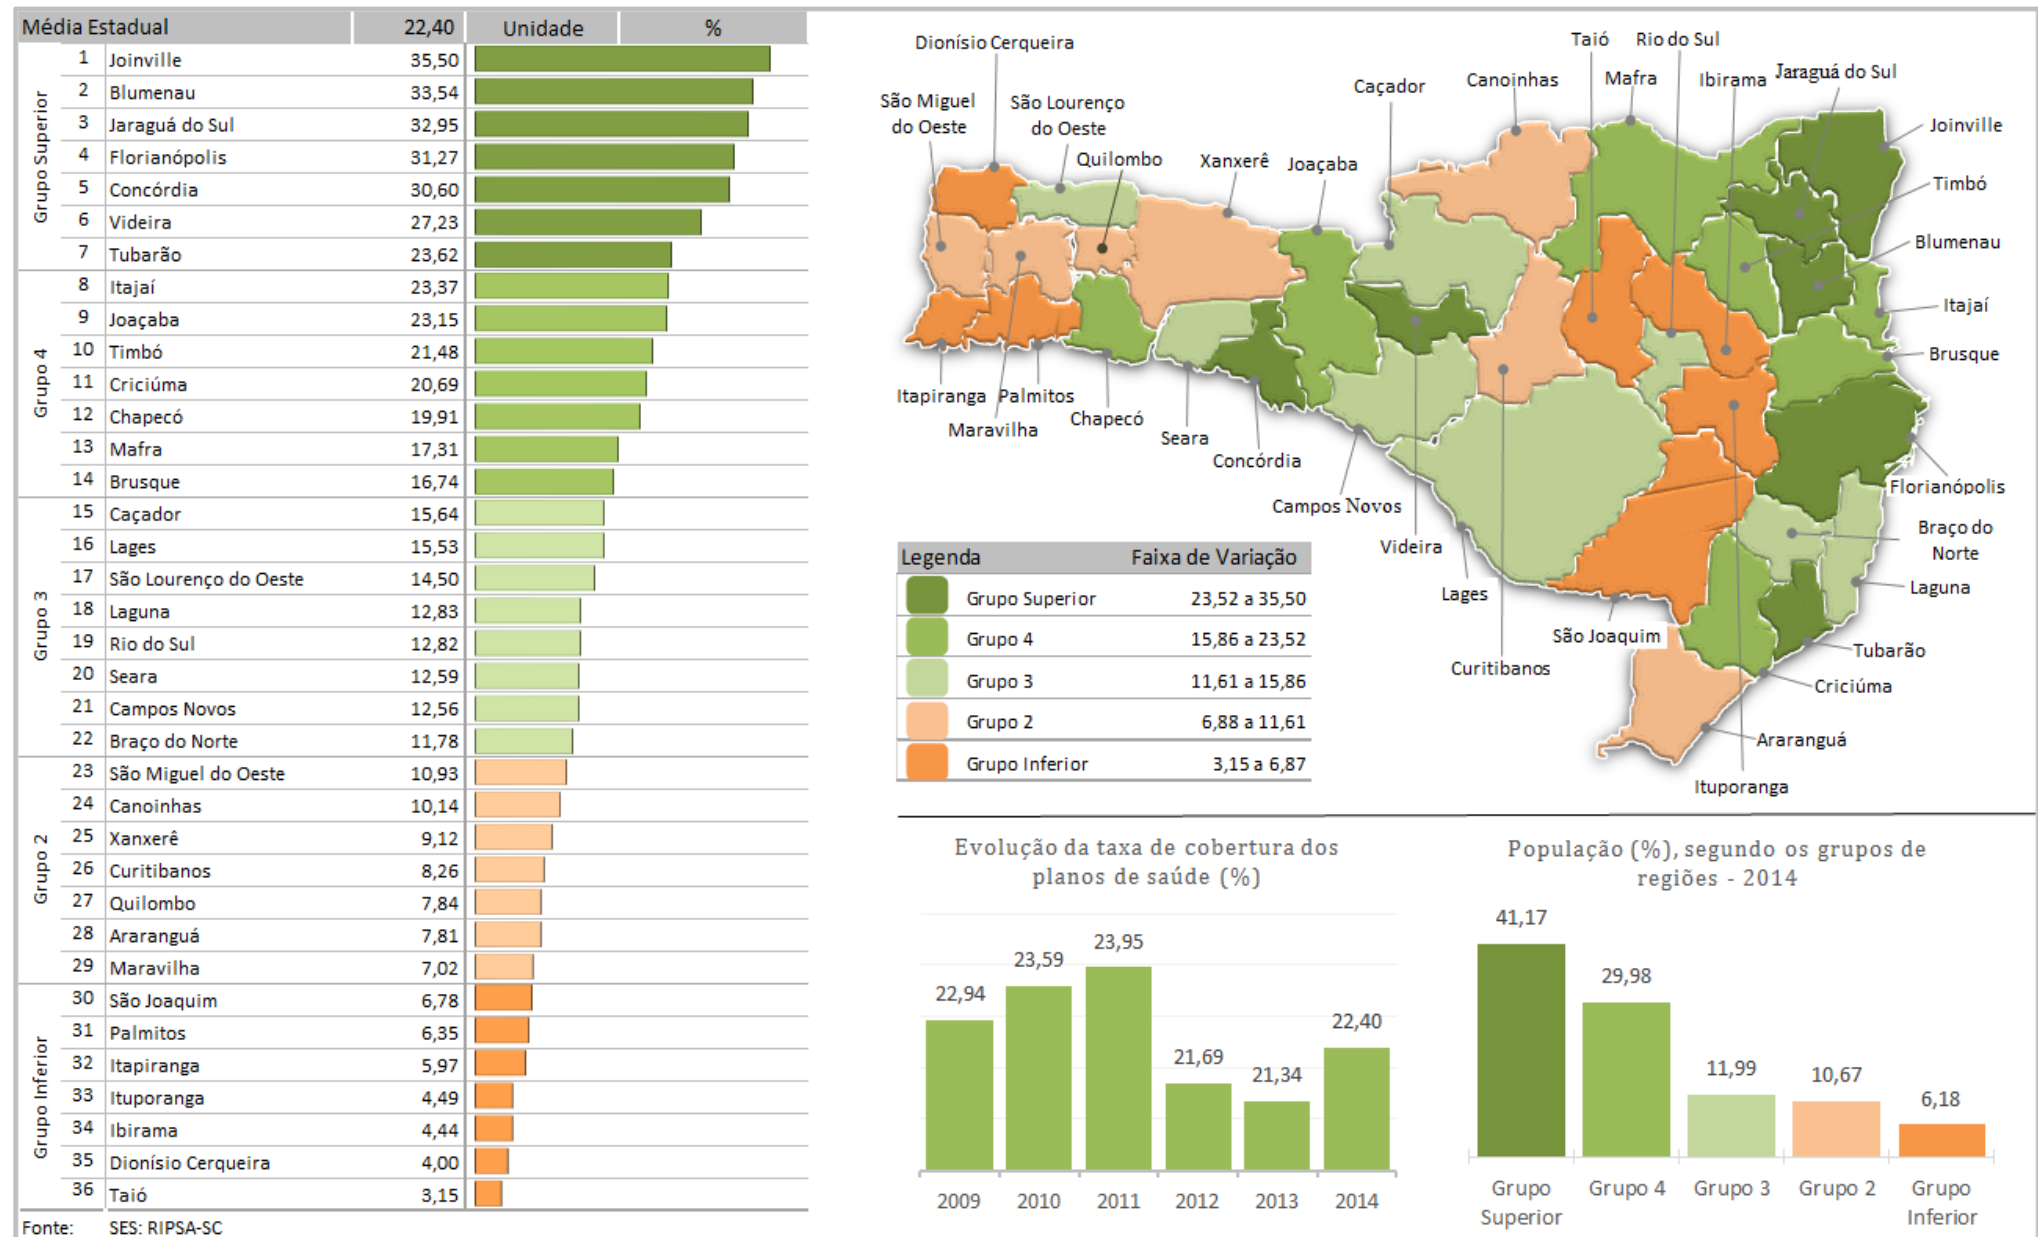 Média Estadual 22,40 Unidade %
Grupo Superior
1 Joinville 35,50
2 Blumenau 33,54
3 Jaraguá do Sul 32,95
4 Florianópolis 31,27
5 Concórdia 30,60
6 Videira 27,23
7 Tubarão 23,62
Grupo 4
8 Itajaí 23,37
9 Joaçaba 23,15
10 Timbó 21,48
11 Criciúma 20,69
12 Chapecó 19,91
13 Mafra 17,31
14 Brusque 16,74
Grupo 3
15 Caçador 15,64
16 Lages 15,53
17 São Lourenço do Oeste 14,50
18 Laguna 12,83
19 Rio do Sul 12,82
20 Seara 12,59
21 Campos Novos 12,56
22 Braço do Norte 11,78
Grupo 2
23 São Miguel do Oeste 10,93
24 Canoinhas 10,14
25 Xanxerê 9,12
26 Curitibanos 8,26
27 Quilombo 7,84
28 Araranguá 7,81
29 Maravilha 7,02
Grupo Inferior
30 São Joaquim 6,78
31 Palmitos 6,35
32 Itapiranga 5,97
33 Ituporanga 4,49
34 Ibirama 4,44
35 Dionísio Cerqueira 4,00
36 Taió 3,15
Fonte: SES: RIPSA-SC
Dionísio Cerqueira
São Miguel
do Oeste
São Lourenço
do Oeste
Quilombo
Xanxerê
Joaçaba
Caçador
Canoinhas
Taió
Mafra
Rio do Sul
Ibirama
Jaraguá do Sul
Joinville
Timbó
Blumenau
Itajaí
Brusque
Florianópolis
Braço do
Norte
Laguna
Tubarão
Criciúma
Araranguá
Ituporanga
São Joaquim
Curitibanos
Lages
Videira
Campos Novos
Concórdia
Seara
Chapecó
Maravilha
Palmitos
Itapiranga
Legenda Faixa de Variação
Grupo Superior 23,52 a 35,50
Grupo 4 15,86 a 23,52
Grupo 3 11,61 a 15,86
Grupo 2 6,88 a 11,61
Grupo Inferior 3,15 a 6,87
Evolução da taxa de cobertura dos
planos de saúde (%)
22,94 23,59 23,95 21,69 21,34 22,40
2009 2010 2011 2012 2013 2014
População (%), segundo os grupos de
regiões - 2014
41,17 29,98 11,99 10,67 6,18
Grupo Grupo 4 Grupo 3 Grupo 2 Grupo
Superior Inferior